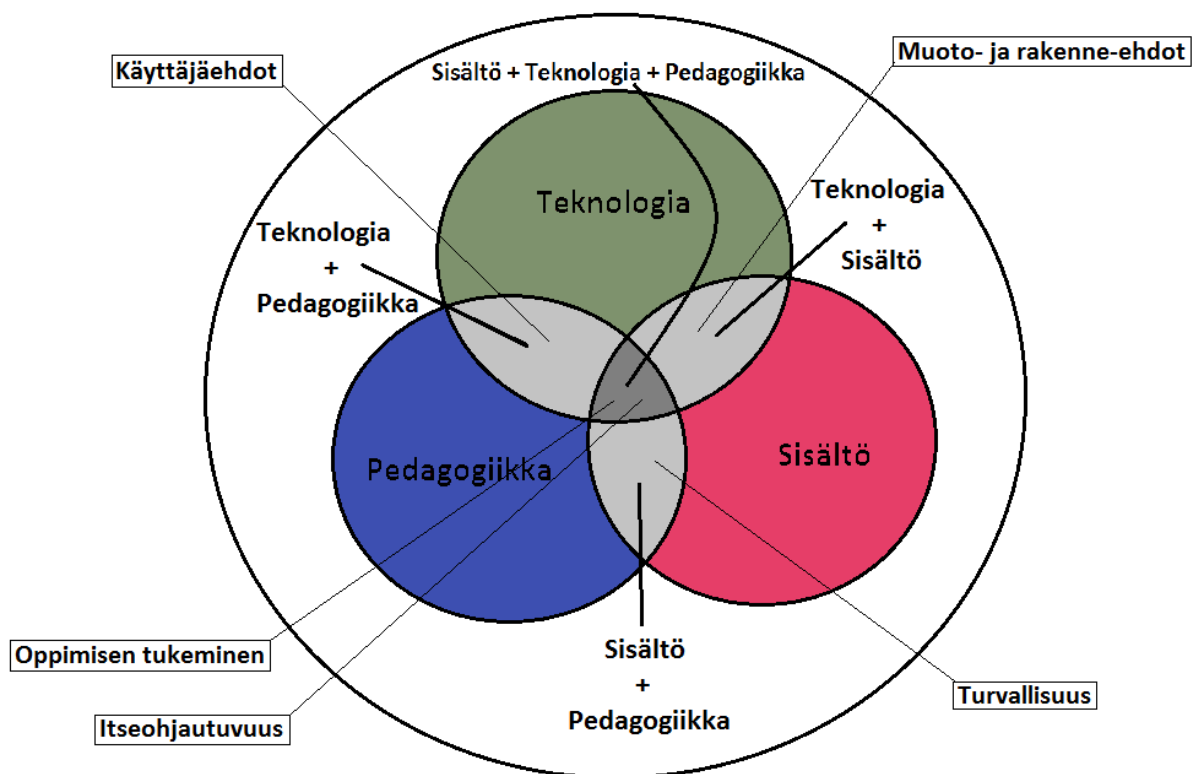 Käyttäjäehdot
Muoto- ja rakenne-ehdot
Sisältö + Teknologia + Pedagogiikka
Teknologia
Teknologia
+
Sisältö
Teknologia
+
Pedagogiikka
Pedagogiikka
Sisältö
Oppimisen tukeminen
Sisältö
+
Pedagogiikka
Turvallisuus
Itseohjautuvuus